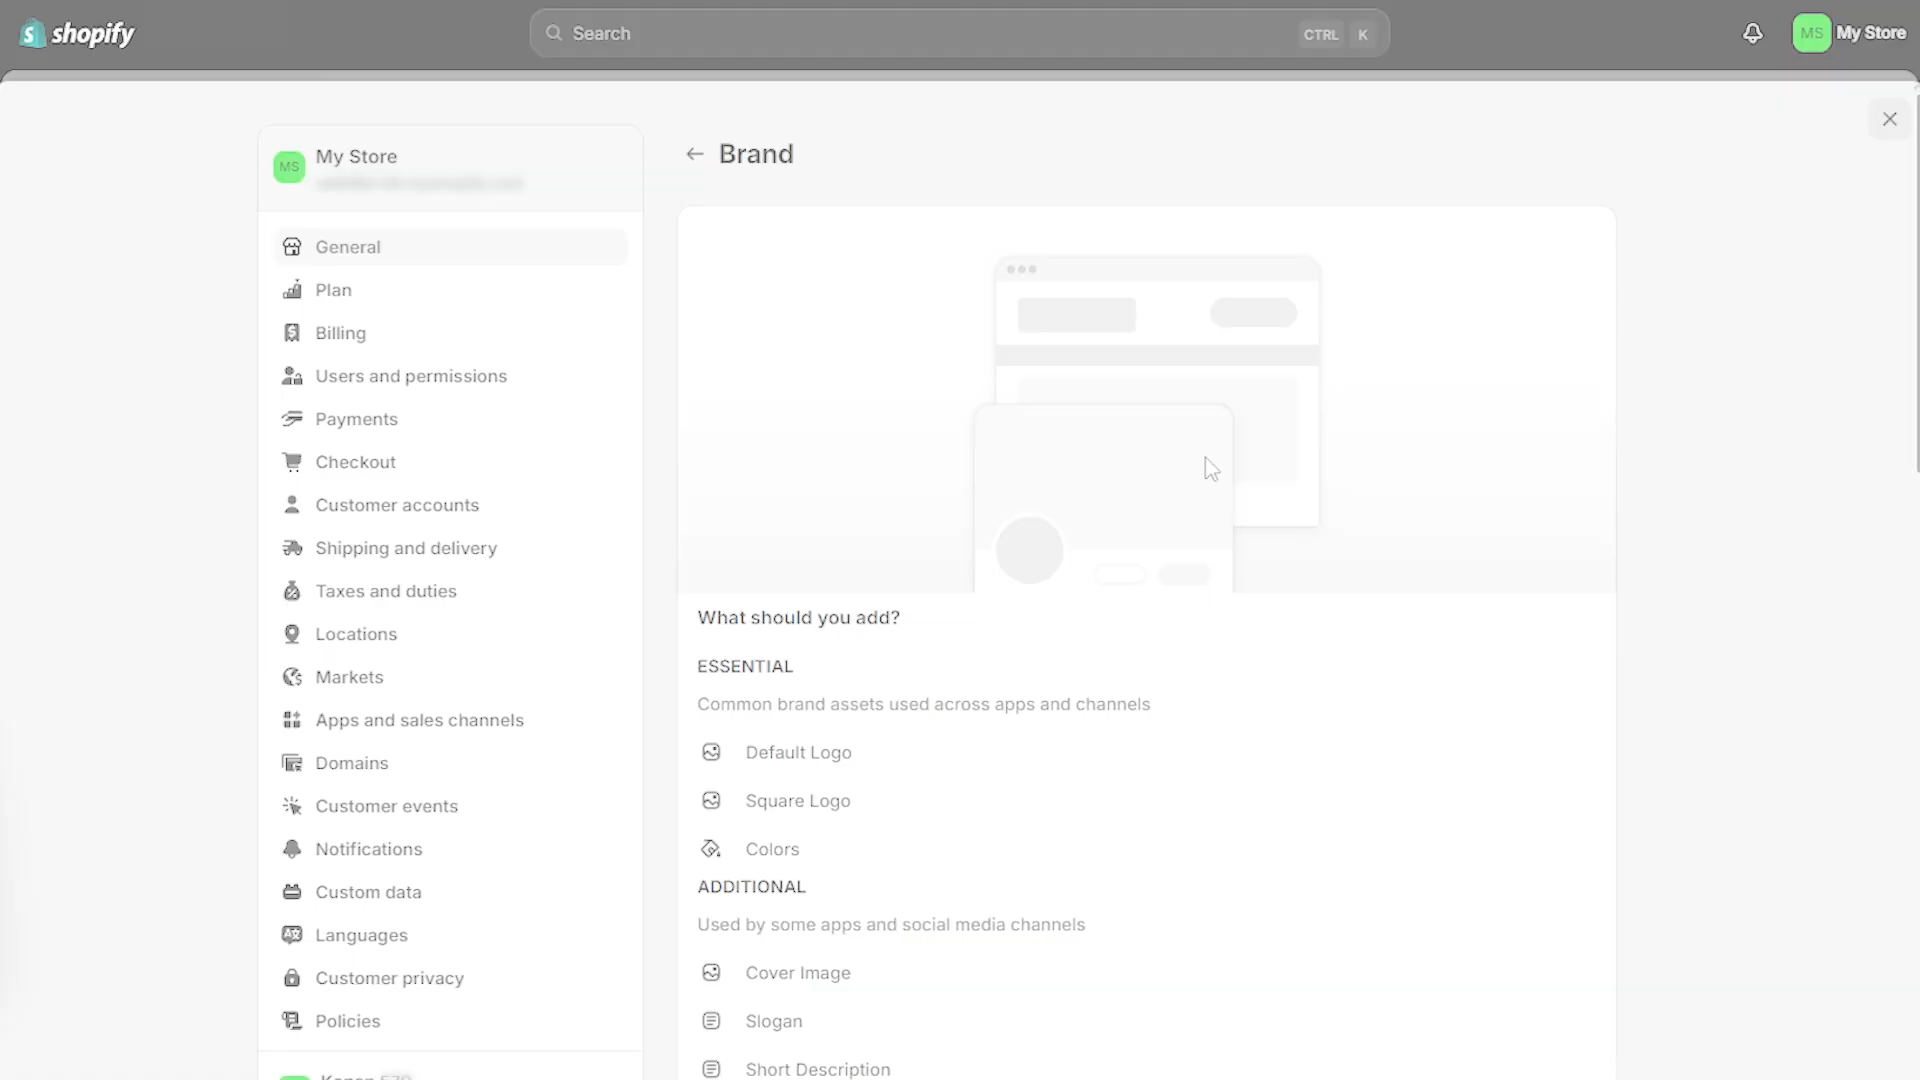 shopify
Search
CTRL K
MS My Store
MS My Store
Brand
General
Plan
Billing
Users and permissions
Payments
Checkout
Customer accounts
Shipping and delivery
Taxes and duties
Locations
Markets
Apps and sales channels
Domains
Customer events
Notifications
Custom data
Languages
Customer privacy
Policies
What should you add?
ESSENTIAL
Common brand assets used across apps and channels
Default Logo
Square Logo
Colors
ADDITIONAL
Used by some apps and social media channels
Cover Image
Slogan
Short Description